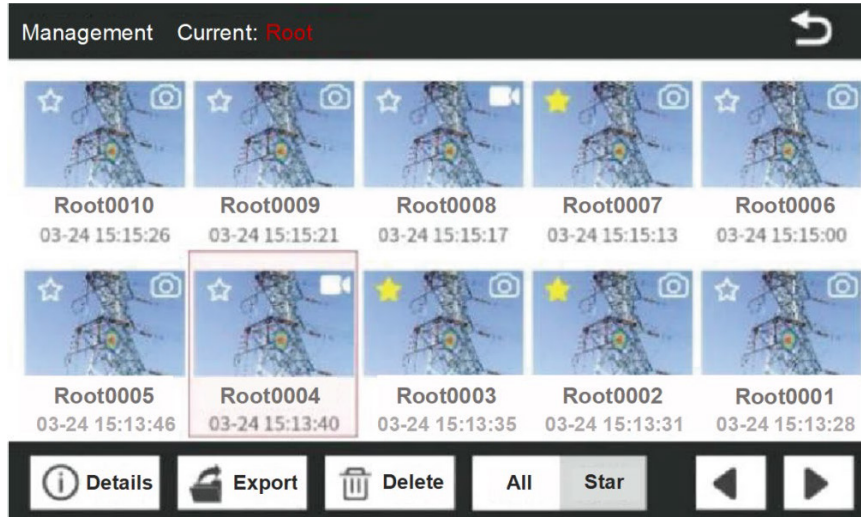 Management Current: Root
Root0010 Root0009 Root0008 Root0007 Root0006
03-24 15:15:26 03-24 15:15:21 03-24 15:15:17 03-24 15:15:13 03-24 15:15:00
Root0005 Root0004 Root0003 Root0002 Root0001
03-24 15:13:46 03-24 15:13:40 03-24 15:13:35 03-24 15:13:31 03-24 15:13:28
Details Export Delete All Star